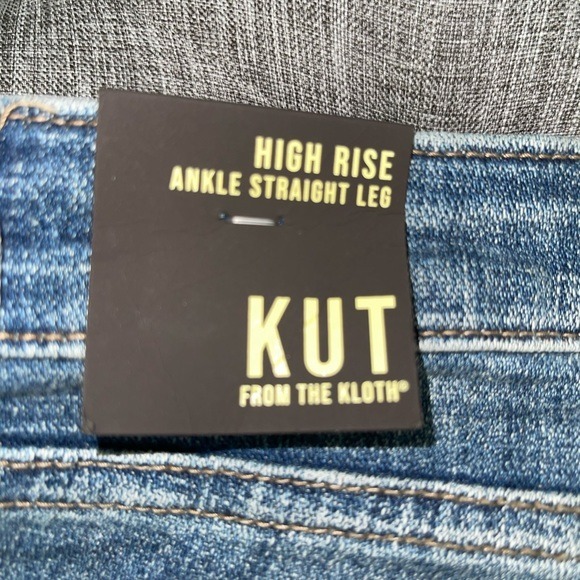 HIGH RISE
ANKLE STRAIGHT LEG
KUT
FROM THE KLOTH®